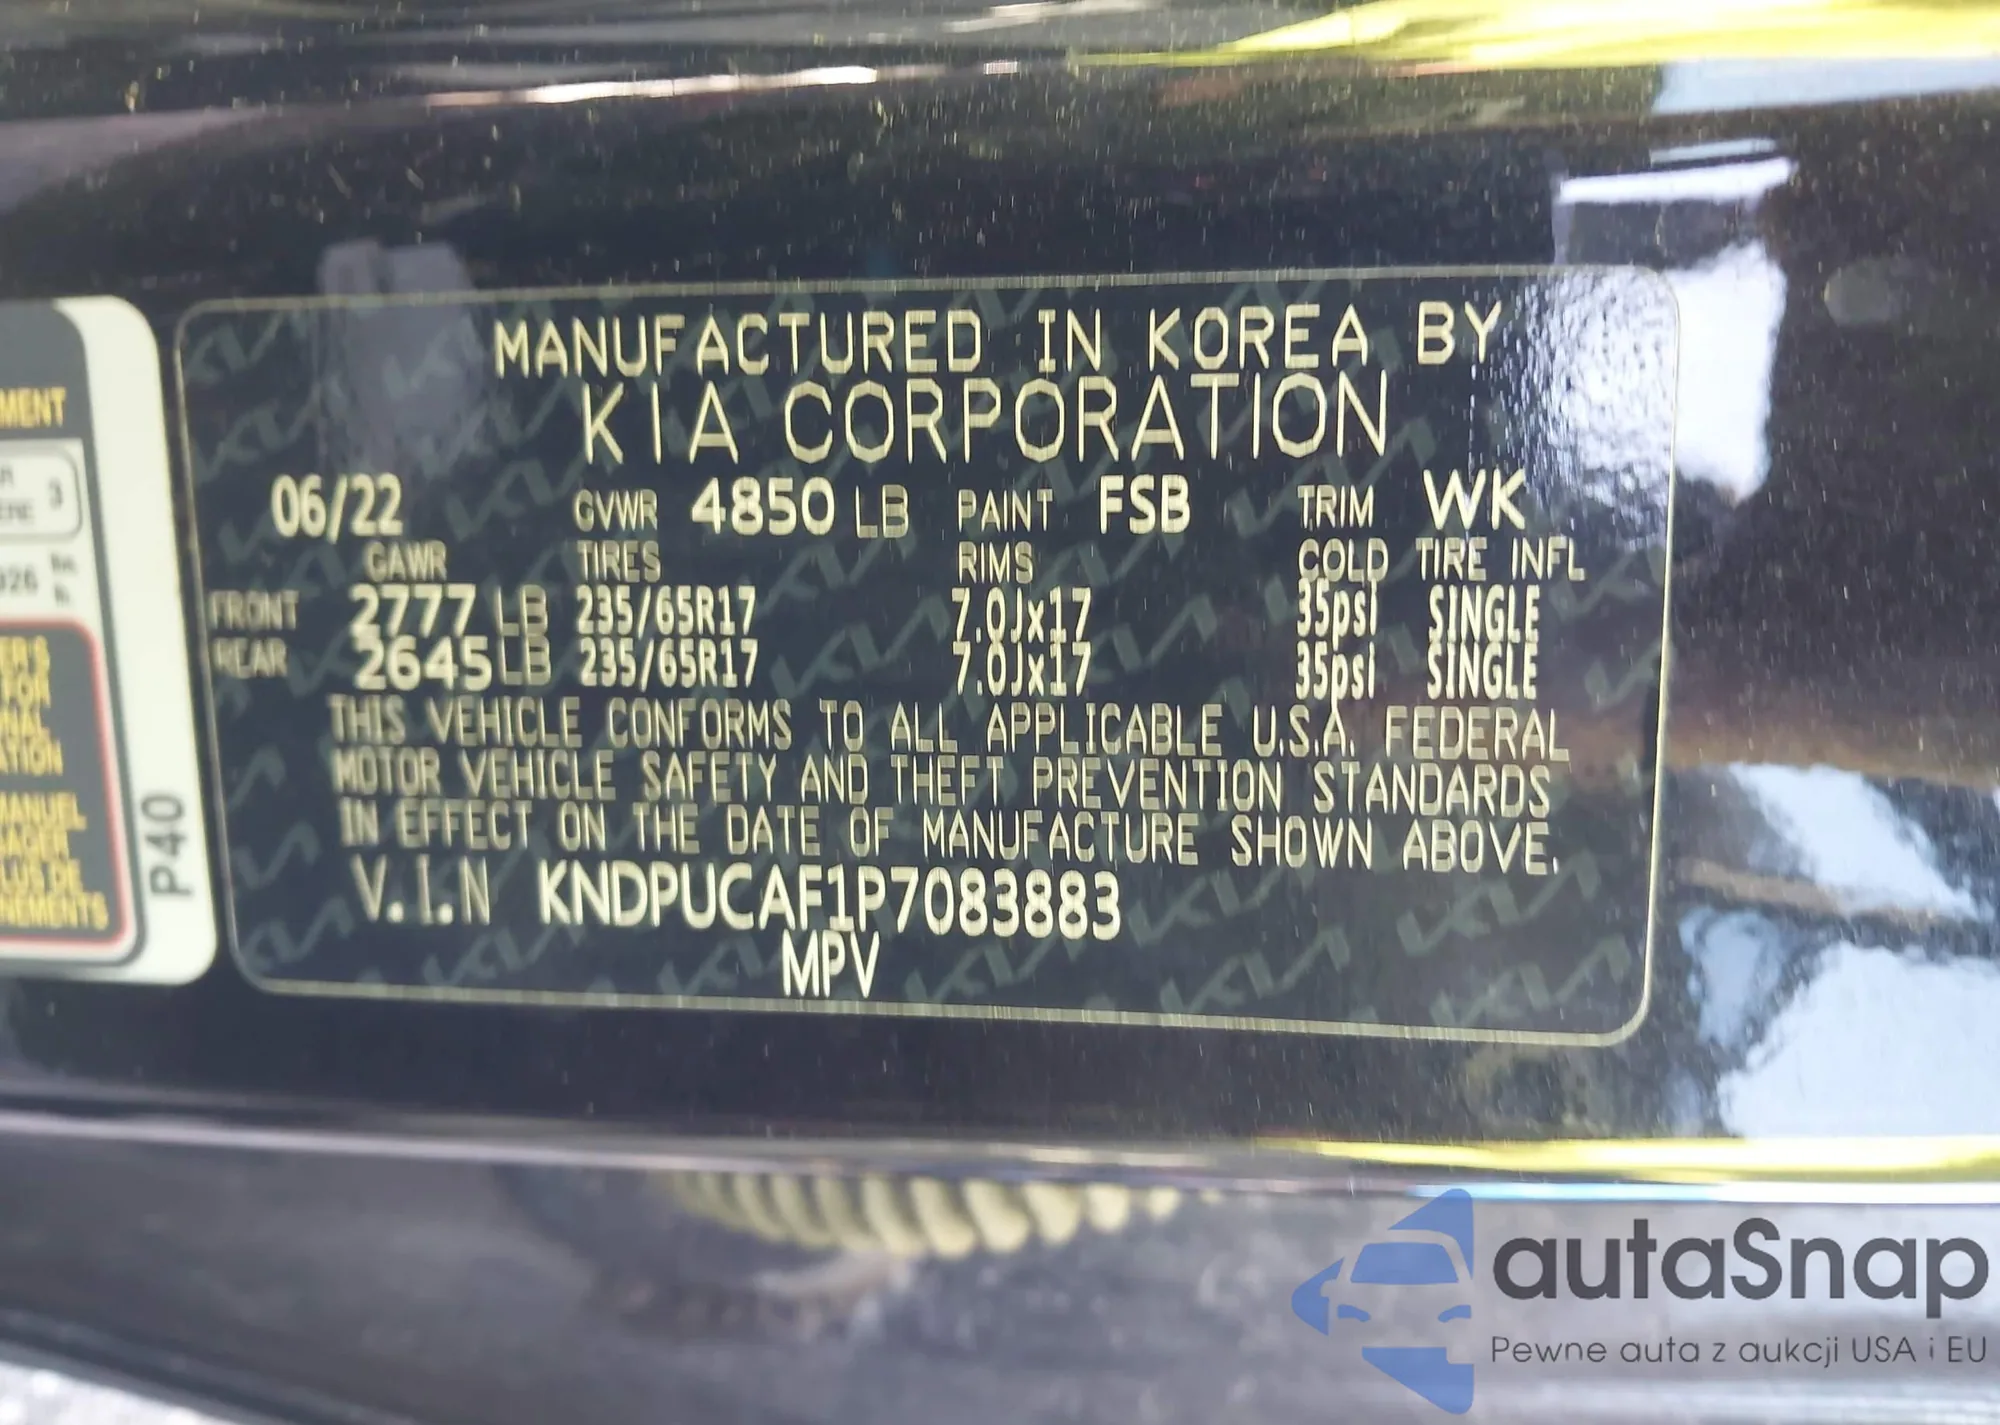 MANUFACTURED IN KOREA BY
KIA CORPORATION
06/22 GVWR 4850 LB PAINT FSB TRIM WK
GAWR TIRES RIMS COLD TIRE INFL
FRONT 2777 LB 235/65R17 7.0Jx17 35psi SINGLE
REAR 2645 LB 235/65R17 7.0Jx17 35psi SINGLE
THIS VEHICLE CONFORMS TO ALL APPLICABLE U.S.A. FEDERAL
MOTOR VEHICLE SAFETY AND THEFT PREVENTION STANDARDS
IN EFFECT ON THE DATE OF MANUFACTURE SHOWN ABOVE.
V.I.N KNDPUCAF1P7083883
MPV
MENT
3
P40
autaSnap
Pewne auta z aukcji USA i EU